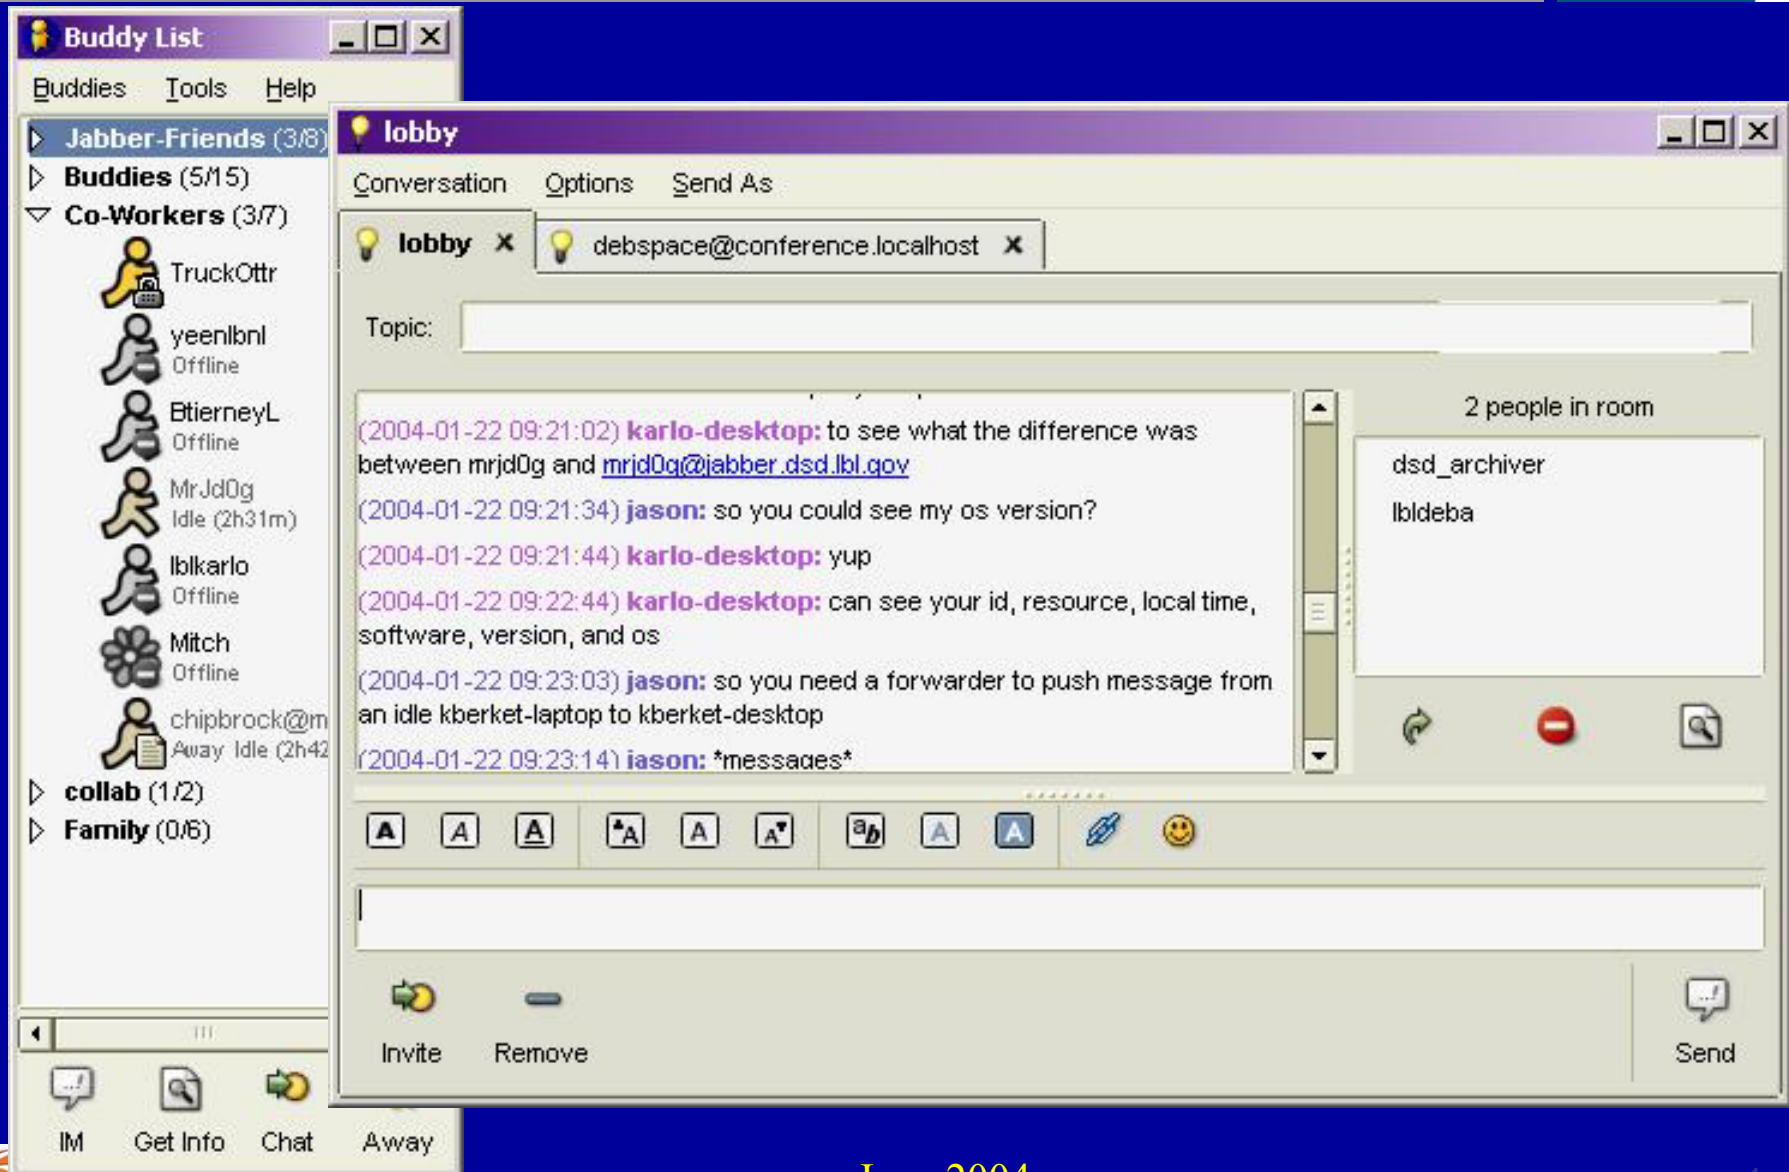 Buddy List
Buddies Tools Help
Jabber-Friends (3/8)
Buddies (5/15)
Co-Workers (3/7)
TruckOttr
yeenlbnl
Offline
BtierneyL
Offline
MrJd0g
Idle (2h31m)
lblkarlo
Offline
Mitch
Offline
chipbrock@m
Away Idle (2h42
collab (1/2)
Family (0/6)
IM Get Info Chat Away
lobby
Conversation Options Send As
lobby debspace@conference.localhost
Topic:
(2004-01-22 09:21:02) karlo-desktop: to see what the difference was
between mrjd0g and mrjd0g@jabber.dsd.lbl.gov
(2004-01-22 09:21:34) jason: so you could see my os version?
(2004-01-22 09:21:44) karlo-desktop: yup
(2004-01-22 09:22:44) karlo-desktop: can see your id, resource, local time,
software, version, and os
(2004-01-22 09:23:03) jason: so you need a forwarder to push message from
an idle kberket-laptop to kberket-desktop
(2004-01-22 09:23:14) jason: *messages*
2 people in room
dsd_archiver
lbldeba
Invite Remove
Send
2004